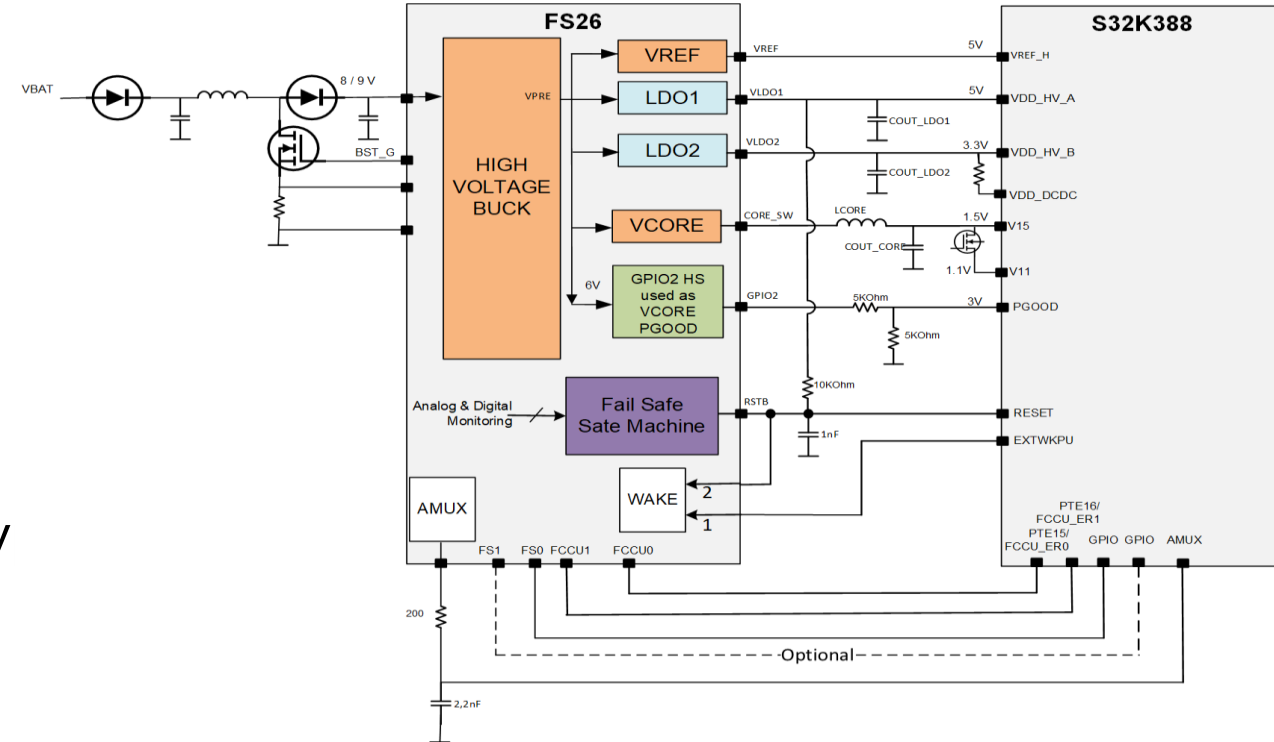 FS26
S32K388
VBAT
8 / 9 V
BST_G
HIGH
VOLTAGE
BUCK
VPRE
6V
VREF
LDO1
LDO2
VCORE
GPIO2 HS
used as
VCORE
PGOOD
VREF
VLDO1
VLDO2
CORE_SW
GPIO2
5V
5V
3.3V
1.5V
1.1V
3V
COUT_LDO1
COUT_LDO2
LCORE
COUT_CORE
5KOhm
5KOhm
VREF_H
VDD_HV_A
VDD_HV_B
VDD_DCDC
V15
V11
PGOOD
Analog & Digital
Monitoring
Fail Safe
Sate Machine
RSTB
10KOhm
1nF
RESET
EXTWKPU
WAKE
2
1
AMUX
y
FS1
FS0
FCCU1
FCCU0
PTE16/
FCCU_ER1
PTE15/
FCCU_ER0
GPIO
GPIO
AMUX
200
Optional
2,2nF